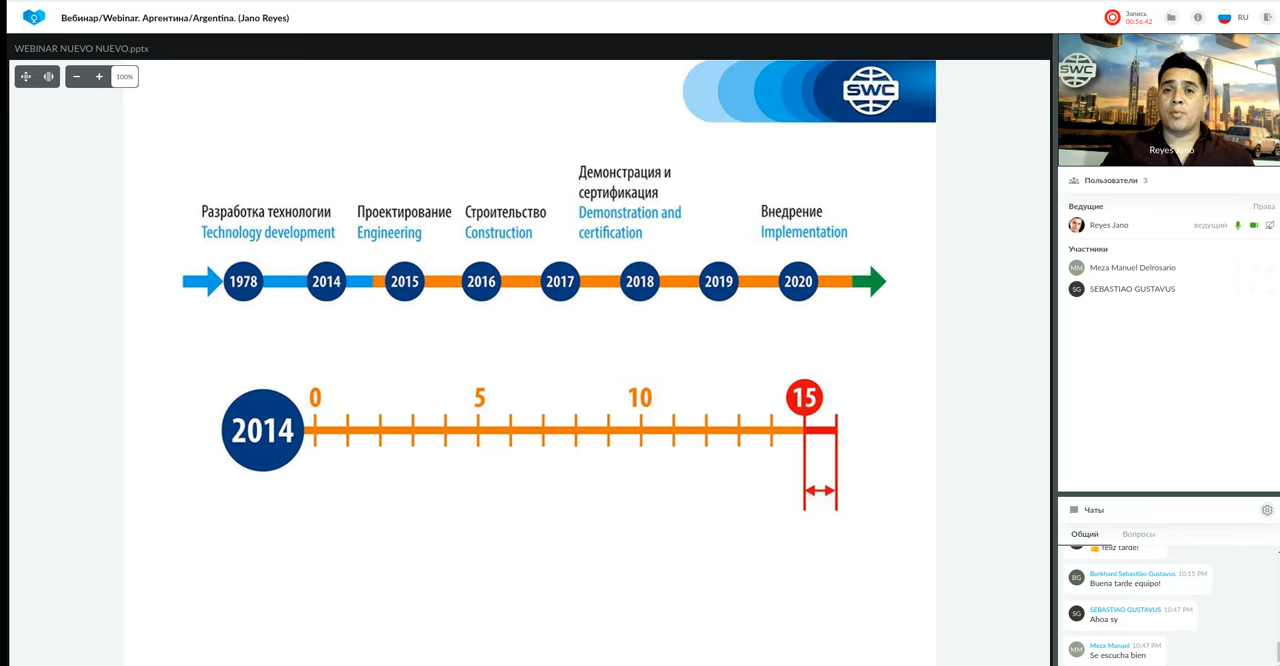 Вебинар/Webinar. Аргентина/Argentina. (Jano Reyes)
Запись
00:56:42
RU
WEBINAR NUEVO NUEVO.pptx
100%
SWC
Разработка технологии
Technology development
Проектирование
Engineering
Строительство
Construction
Демонстрация и
сертификация
Demonstration and
certification
Внедрение
Implementation
1978
2014
2015
2016
2017
2018
2019
2020
2014
0
5
10
15
SWC
Reyes Jano
Пользователи 3
Ведущие Права
Reyes Jano ведущий
Участники
MM Meza Manuel Delrosario
SG SEBASTIAO GUSTAVUS
Чаты
Общий Вопросы
feliz tarde!
BG Burkhard Sebastião Gustavus 10:15 PM
Buena tarde equipo!
SG SEBASTIAO GUSTAVUS 10:47 PM
Ahoa sy
MM Meza Manuel 10:47 PM
Se escucha bien